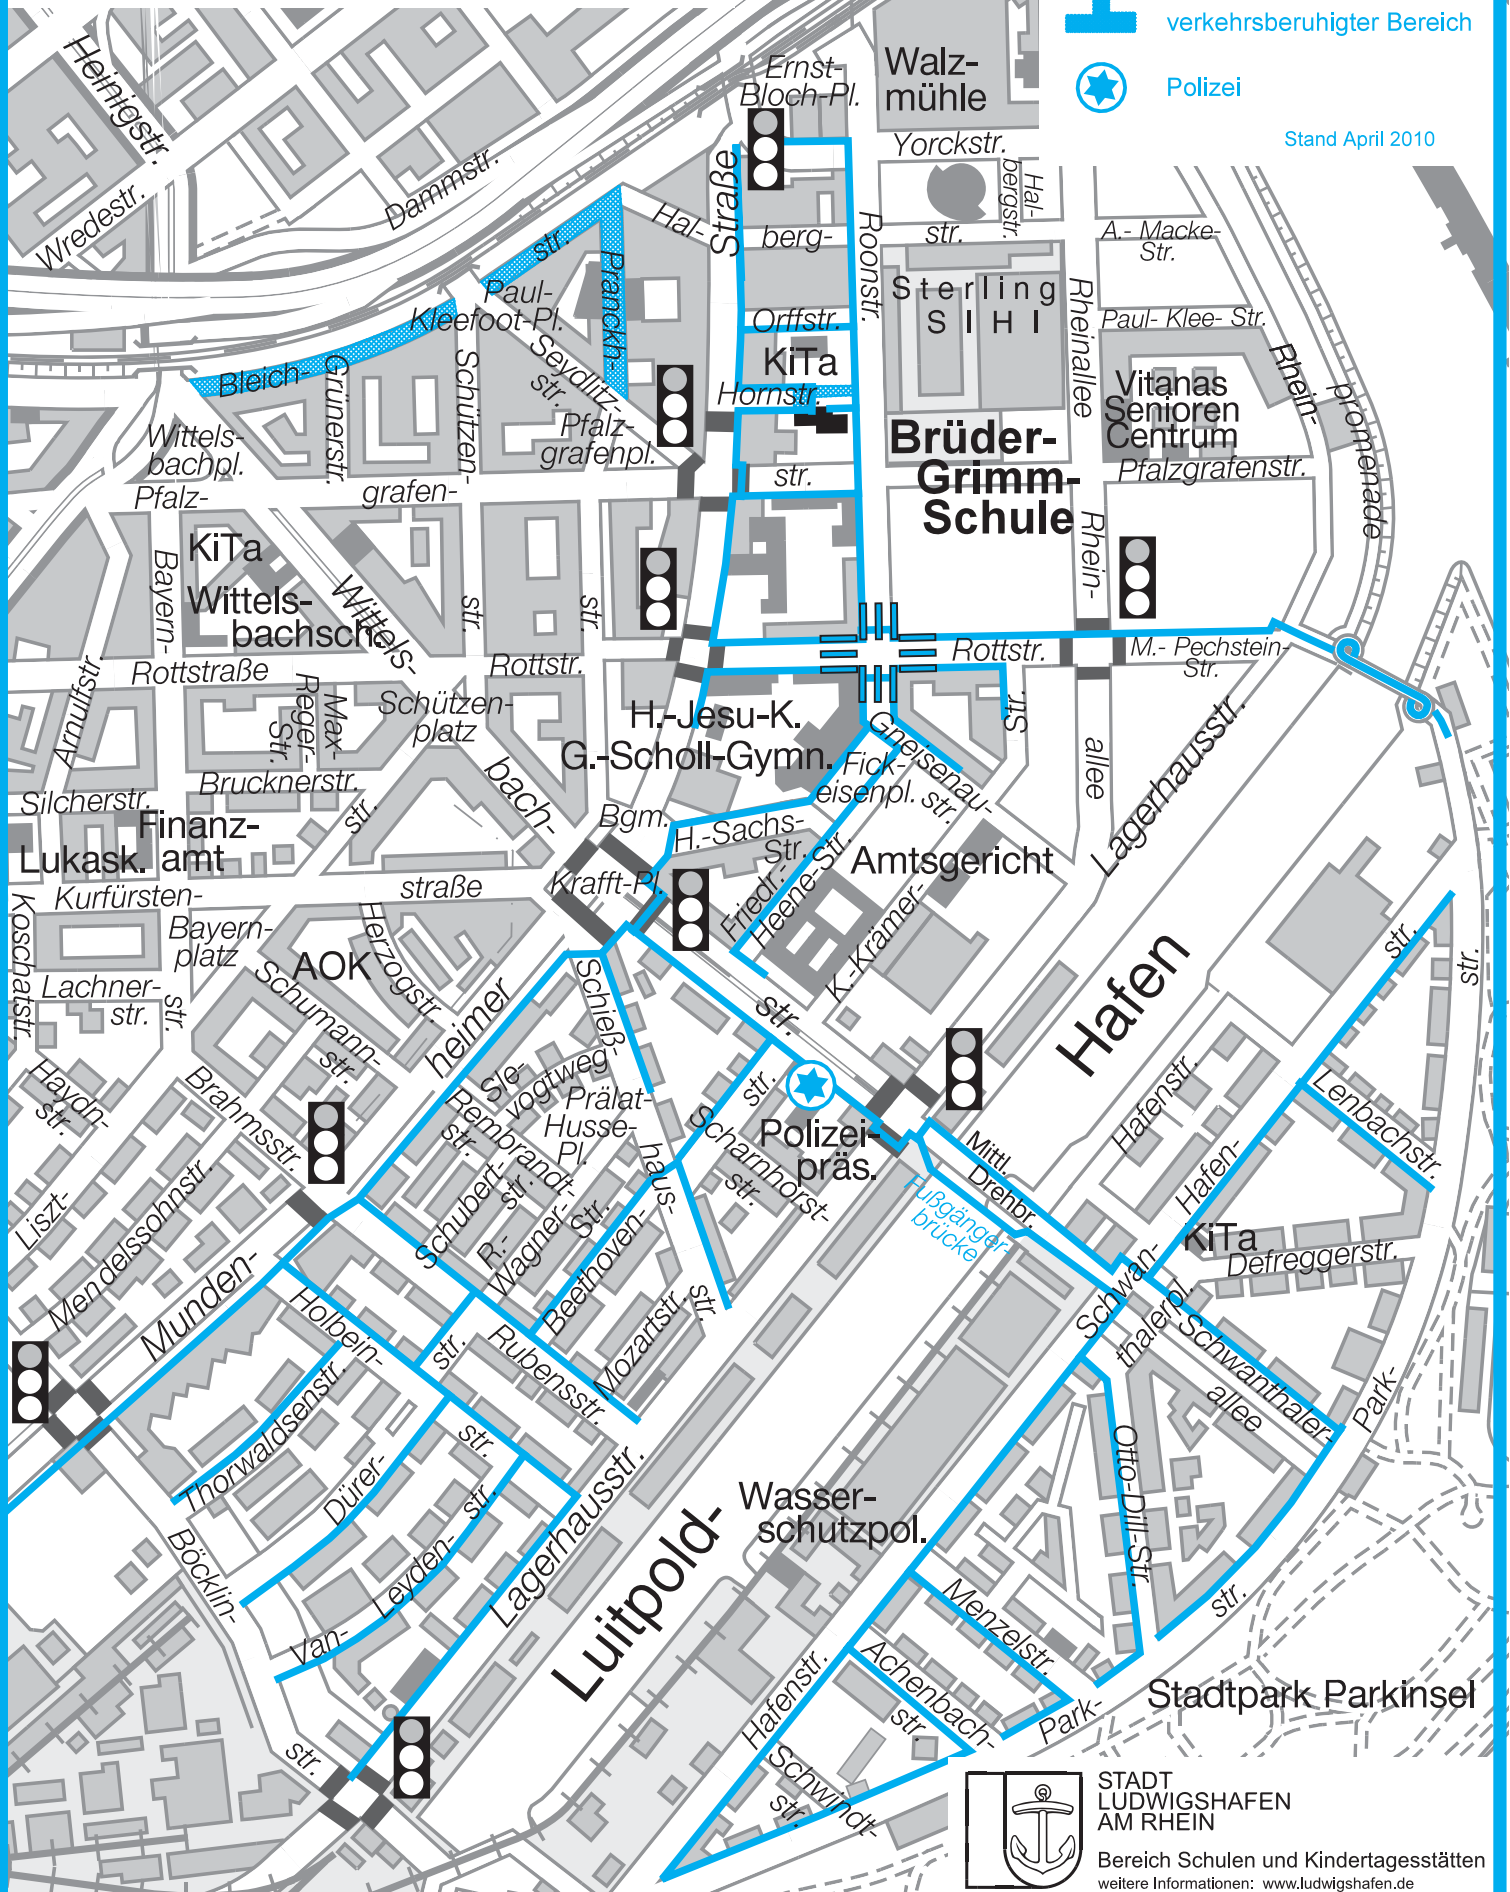 verkehrsberuhigter Bereich
Polizei
Stand April 2010
Heinigstr.
Wredestr.
Dammstr.
Ernst-
Bloch-Pl.
Walz-
mühle
Yorckstr.
Hal-
bergstr.
Straße
Hal-
berg-
str.
Roonstr.
A.- Macke-
Str.
str.
Pranckh-
Paul-
Kleefoot-Pl.
Bleich-
Grünerstr.
Schützen-
Seydlitz-
str.
Orffstr.
KiTa
Hornstr.
Sterling
SIHI
Rheinallee
Paul- Klee- Str.
Rhein-
promenade
Vitanas
Senioren
Centrum
Pfalzgrafenstr.
Wittels-
bachpl.
Pfalz-
grafenpl.
Pfalz-
grafen-
str.
Brüder-
Grimm-
Schule
Rhein-
KiTa
Wittels-
bachsch.
Bayern-
Wittels-
str.
str.
Arnulfstr.
Rottstraße
Rottstr.
Rottstr.
M.- Pechstein-
Str.
Max-
Reger-
Str.
Schützen-
platz
H.-Jesu-K.
G.-Scholl-Gymn.
Gneisenau-
str.
Str.
allee
Lagerhausstr.
Brucknerstr.
Silcherstr.
bach-
Fick-
eisenpl.
Finanz-
amt
Lukask.
str.
Bgm.
H.-Sachs-
Str.
Krafft-Pl.
Amtsgericht
Kurfürsten-
straße
Friedr.-
Heene-Str.
K.-Krämer-
Koschatstr.
Bayern-
platz
AOK
Herzogstr.
Lachner-
str.
str.
Schumann-
str.
heimer
Schieß-
str.
Hafen
str.
str.
Haydn-
str.
Brahmsstr.
Sle-
vogtweg
Rembrandt-
str.
Prälat-
Husse-
Pl.
str.
Scharnhorst-
str.
Polizei-
präs.
Hafenstr.
Lenbachstr.
Mittl.
Drehbr.
Fußgänger-
brücke
Hafen-
KiTa
Defreggerstr.
Liszt-
Mendelssohnstr.
Schubert-
str.
R.-
Wagner-
Str.
haus-
Beethoven-
str.
Mozartstr.
Munden-
Holbein-
str.
Rubensstr.
Schwan-
thalerpl.
Schwanthaler-
allee
Park-
Thorwaldsenstr.
Dürer-
str.
Otto-Dill-Str.
Böcklin-
Leyden-
str.
Van-
Lagerhausstr.
Luitpold-
Wasser-
schutzpol.
Menzelstr.
str.
Achenbach-
str.
Hafenstr.
Schwindt-
str.
Park-
Stadtpark Parkinsel
str.
STADT
LUDWIGSHAFEN
AM RHEIN
Bereich Schulen und Kindertagesstätten
weitere Informationen: www.ludwigshafen.de